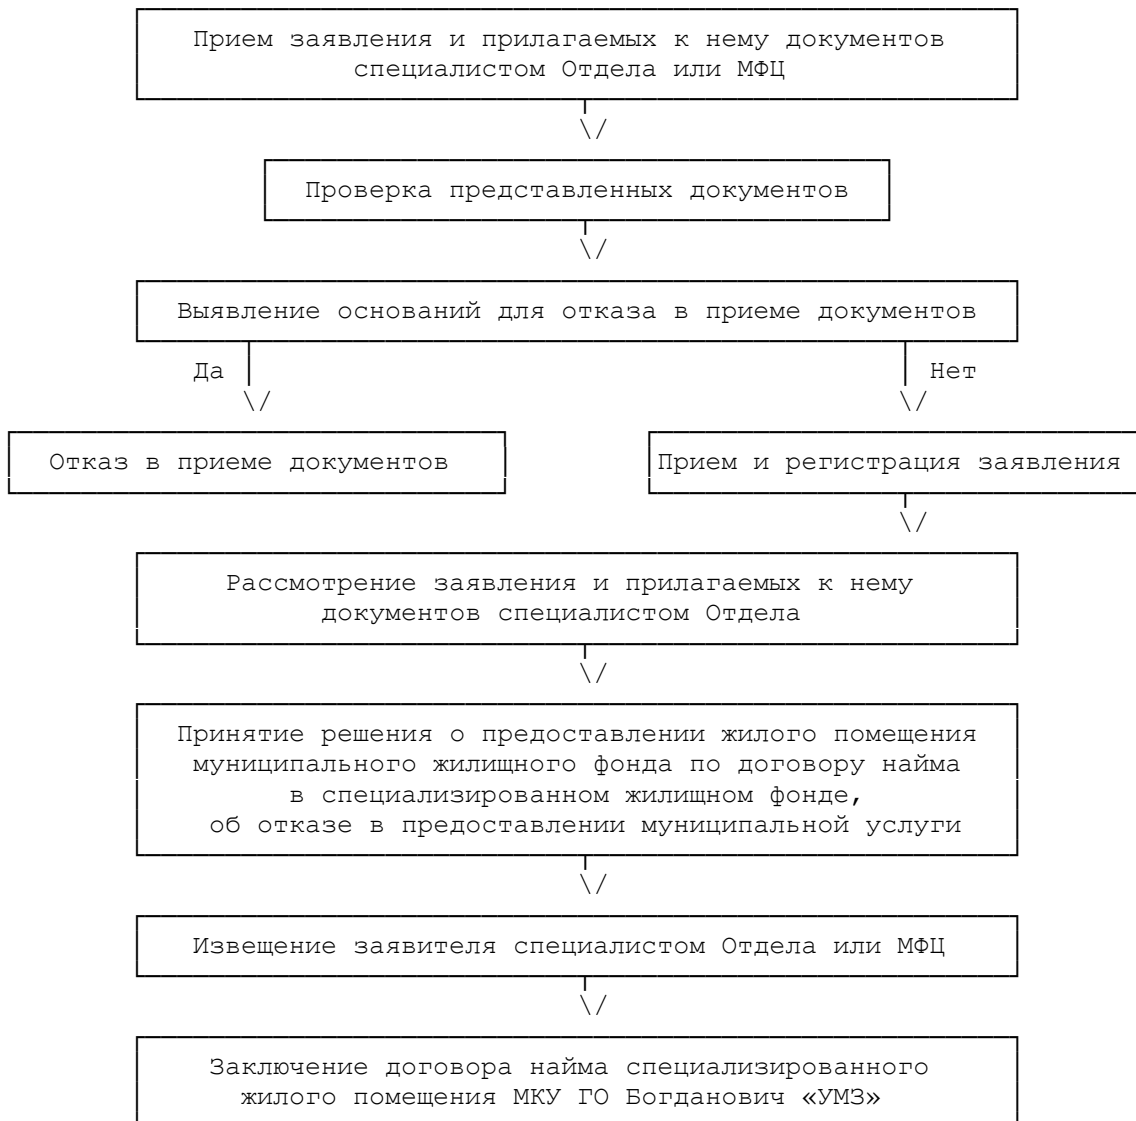 Прием заявления и прилагаемых к нему документов
специалистом Отдела или МФЦ
Проверка представленных документов
Выявление оснований для отказа в приеме документов
Да
Нет
Отказ в приеме документов
Прием и регистрация заявления
Рассмотрение заявления и прилагаемых к нему
документов специалистом Отдела
Принятие решения о предоставлении жилого помещения
муниципального жилищного фонда по договору найма
в специализированном жилищном фонде,
об отказе в предоставлении муниципальной услуги
Извещение заявителя специалистом Отдела или МФЦ
Заключение договора найма специализированного
жилого помещения МКУ ГО Богданович «УМЗ»